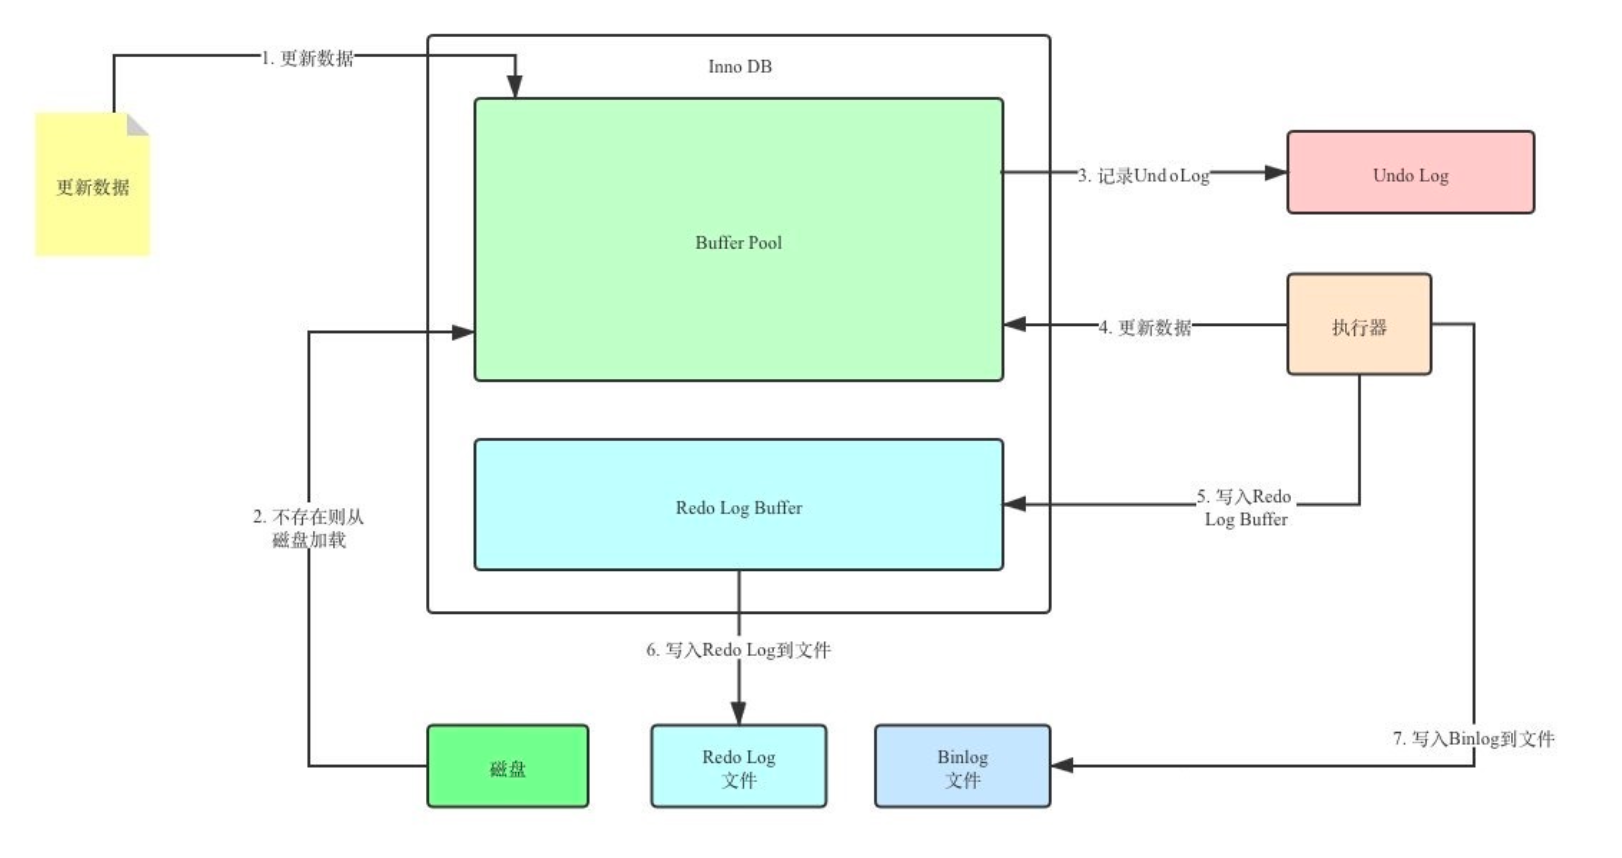 1. 更新数据
Inno DB
更新数据
Buffer Pool
3. 记录UndoLog
Undo Log
4. 更新数据
执行器
2. 不存在则从
磁盘加载
Redo Log Buffer
5. 写入Redo
Log Buffer
6. 写入Redo Log到文件
7. 写入Binlog到文件
磁盘
Redo Log
文件
Binlog
文件